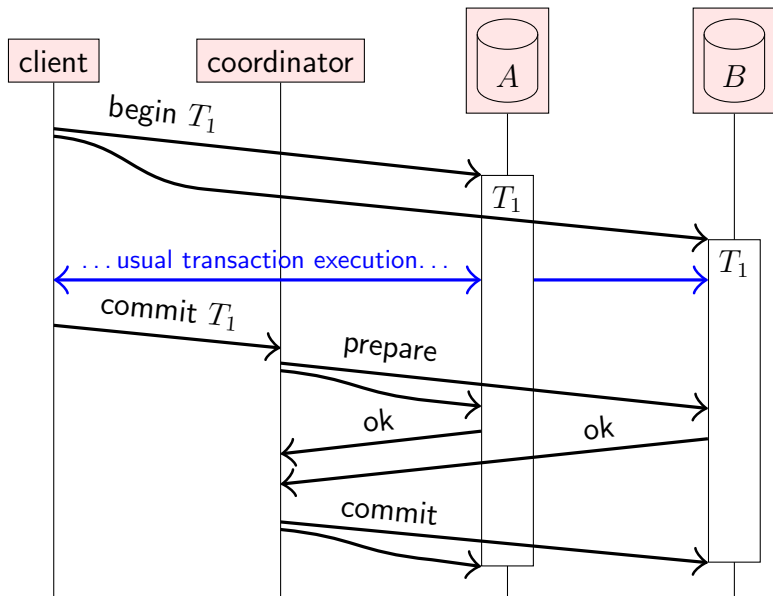 client
coordinator
A
B
begin T₁
T₁
T₁
...usual transaction execution...
commit T₁
prepare
ok
ok
commit